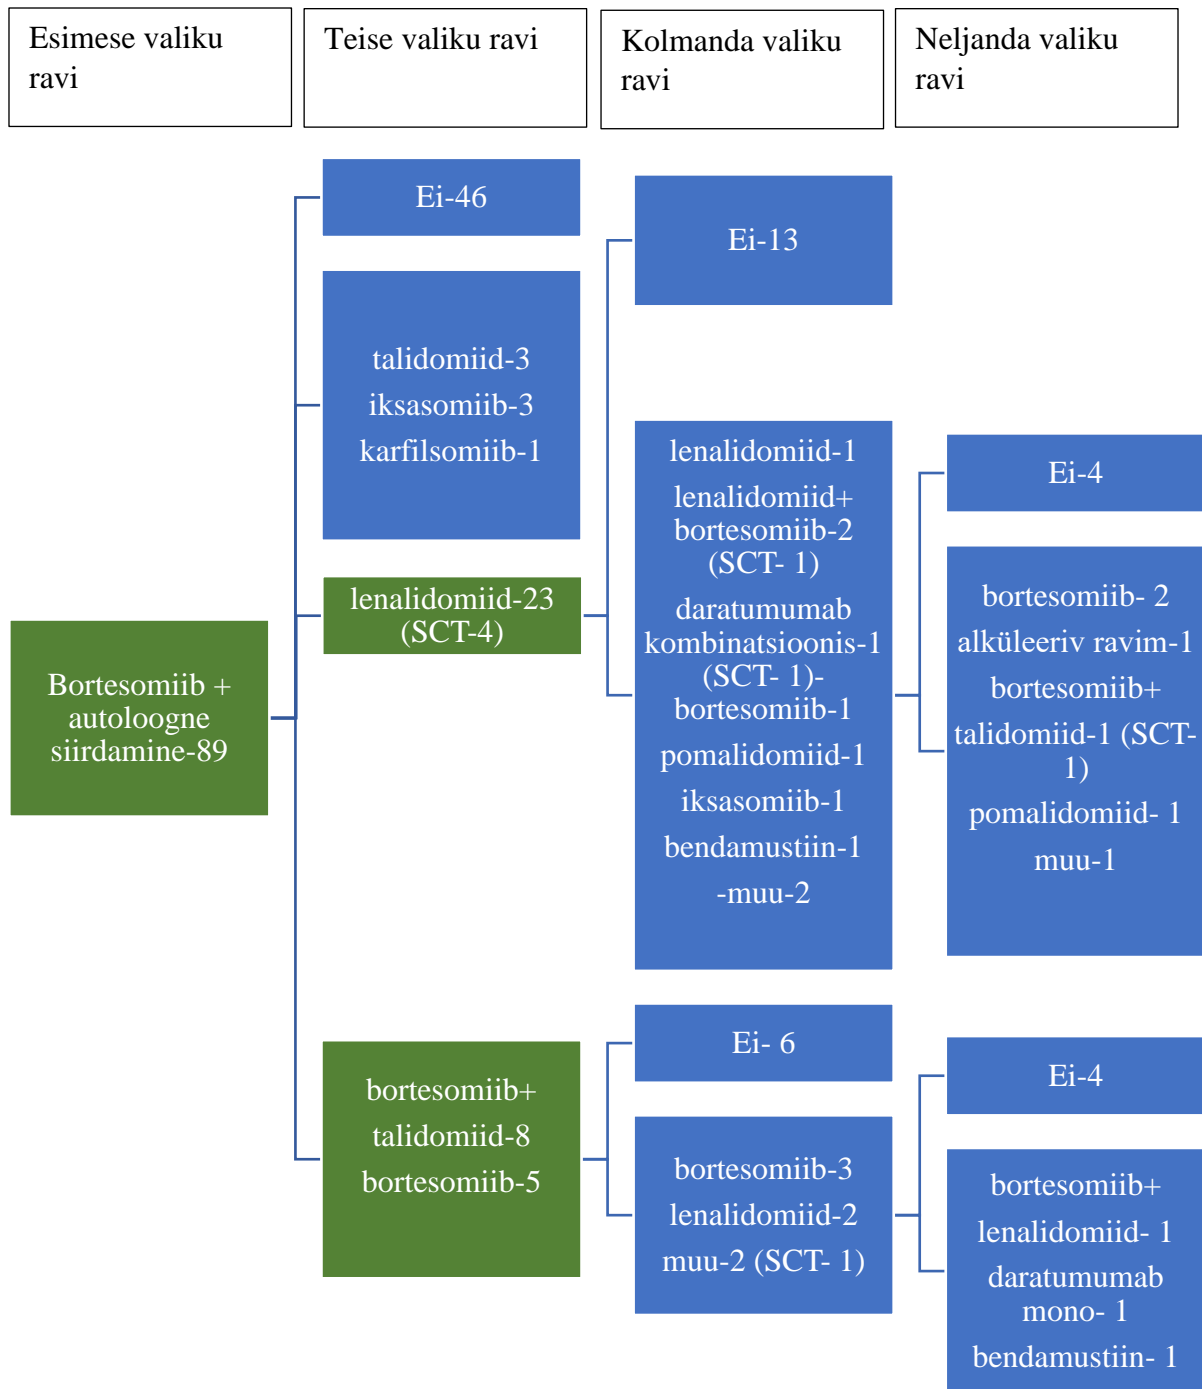 Esimese valiku
ravi
Teise valiku ravi
Kolmanda valiku
ravi
Neljanda valiku
ravi
Bortesomiib +
autoloogne
siirdamine-89
Ei-46
talidomiid-3
iksasomiib-3
karfilsomiib-1
lenalidomiid-23
(SCT-4)
bortesomiib+
talidomiid-8
bortesomiib-5
Ei-13
lenalidomiid-1
lenalidomiid+
bortesomiib-2
(SCT- 1)
daratumumab
kombinatsioonis-1
(SCT- 1)-
bortesomiib-1
pomalidomiid-1
iksasomiib-1
bendamustiin-1
-muu-2
Ei- 6
bortesomiib-3
lenalidomiid-2
muu-2 (SCT- 1)
Ei-4
bortesomiib- 2
alküleeriv ravim-1
bortesomiib+
talidomiid-1 (SCT-
1)
pomalidomiid- 1
muu-1
Ei-4
bortesomiib+
lenalidomiid- 1
daratumumab
mono- 1
bendamustiin- 1